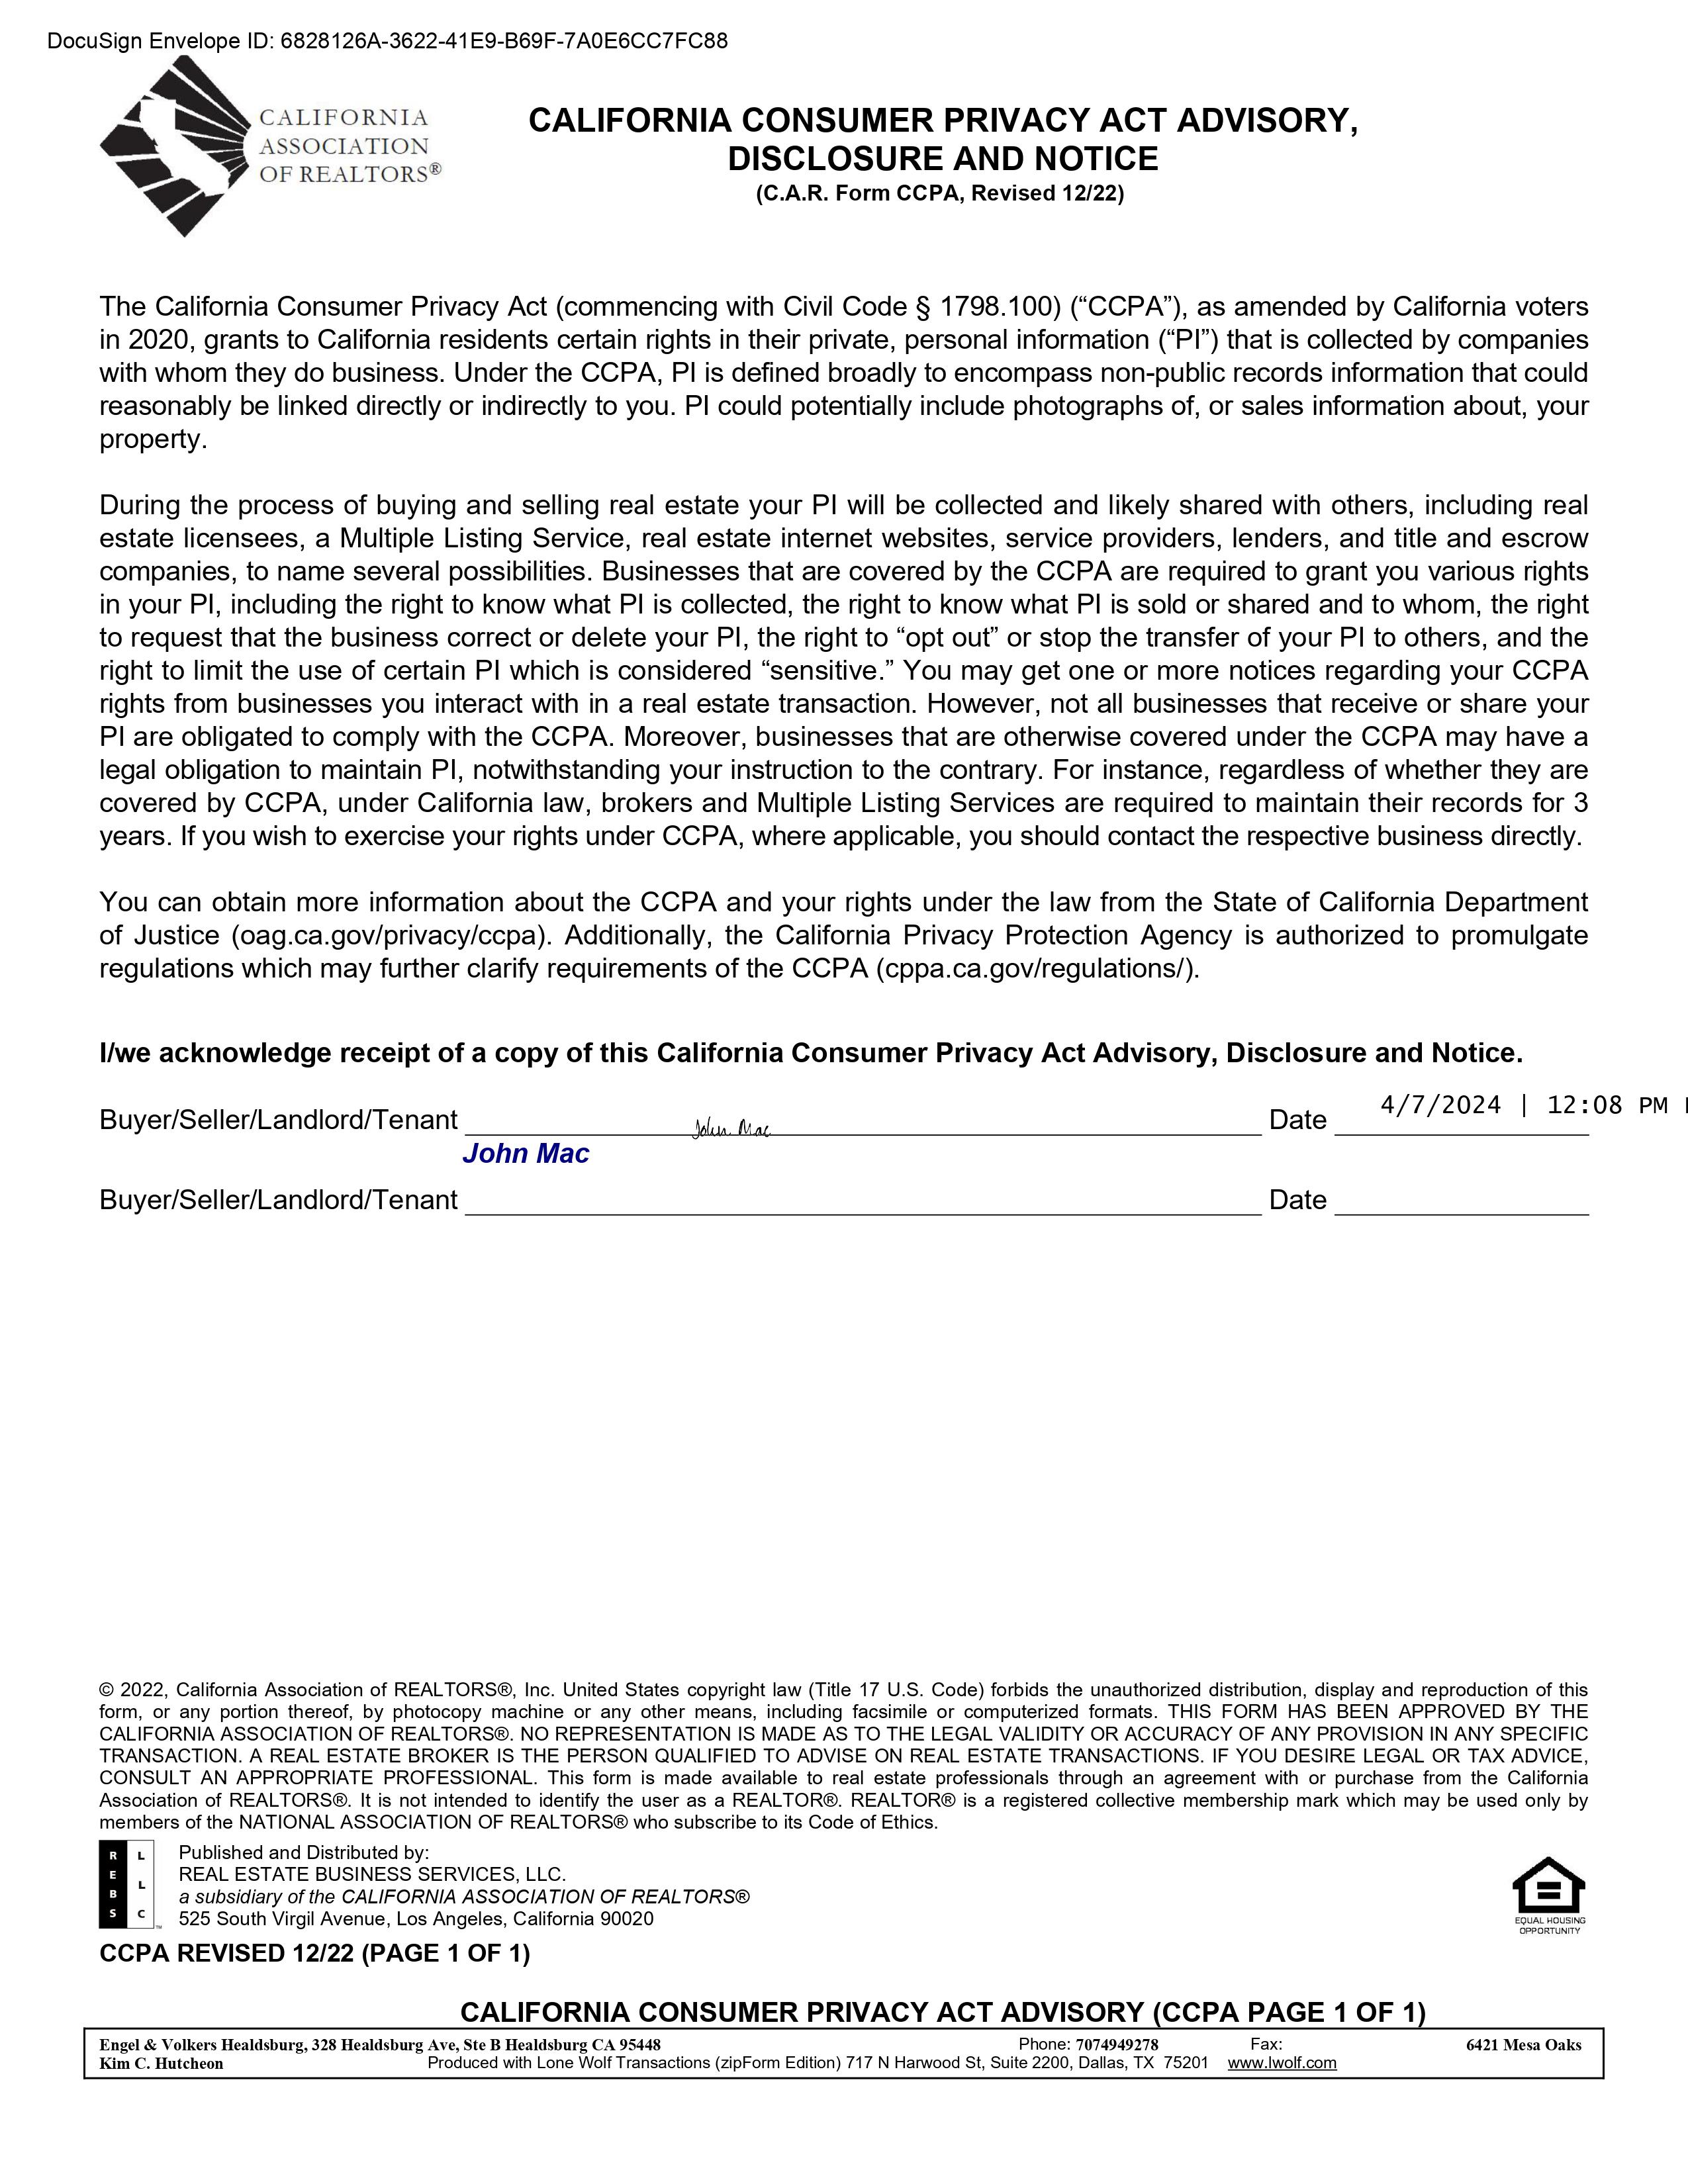 DocuSign Envelope ID: 6828126A-3622-41E9-B69F-7A0E6CC7FC88
CALIFORNIA
ASSOCIATION
OF REALTORS®
CALIFORNIA CONSUMER PRIVACY ACT ADVISORY,
DISCLOSURE AND NOTICE
(C.A.R. Form CCPA, Revised 12/22)
The California Consumer Privacy Act (commencing with Civil Code § 1798.100) (“CCPA”), as amended by California voters
in 2020, grants to California residents certain rights in their private, personal information (“PI”) that is collected by companies
with whom they do business. Under the CCPA, PI is defined broadly to encompass non-public records information that could
reasonably be linked directly or indirectly to you. PI could potentially include photographs of, or sales information about, your
property.
During the process of buying and selling real estate your PI will be collected and likely shared with others, including real
estate licensees, a Multiple Listing Service, real estate internet websites, service providers, lenders, and title and escrow
companies, to name several possibilities. Businesses that are covered by the CCPA are required to grant you various rights
in your PI, including the right to know what PI is collected, the right to know what PI is sold or shared and to whom, the right
to request that the business correct or delete your PI, the right to “opt out” or stop the transfer of your PI to others, and the
right to limit the use of certain PI which is considered “sensitive.” You may get one or more notices regarding your CCPA
rights from businesses you interact with in a real estate transaction. However, not all businesses that receive or share your
PI are obligated to comply with the CCPA. Moreover, businesses that are otherwise covered under the CCPA may have a
legal obligation to maintain PI, notwithstanding your instruction to the contrary. For instance, regardless of whether they are
covered by CCPA, under California law, brokers and Multiple Listing Services are required to maintain their records for 3
years. If you wish to exercise your rights under CCPA, where applicable, you should contact the respective business directly.
You can obtain more information about the CCPA and your rights under the law from the State of California Department
of Justice (oag.ca.gov/privacy/ccpa). Additionally, the California Privacy Protection Agency is authorized to promulgate
regulations which may further clarify requirements of the CCPA (cppa.ca.gov/regulations/).
I/we acknowledge receipt of a copy of this California Consumer Privacy Act Advisory, Disclosure and Notice.
Buyer/Seller/Landlord/Tenant John Mac Date 4/7/2024 | 12:08 PM
John Mac
Buyer/Seller/Landlord/Tenant Date
© 2022, California Association of REALTORS®, Inc. United States copyright law (Title 17 U.S. Code) forbids the unauthorized distribution, display and reproduction of this
form, or any portion thereof, by photocopy machine or any other means, including facsimile or computerized formats. THIS FORM HAS BEEN APPROVED BY THE
CALIFORNIA ASSOCIATION OF REALTORS®. NO REPRESENTATION IS MADE AS TO THE LEGAL VALIDITY OR ACCURACY OF ANY PROVISION IN ANY SPECIFIC
TRANSACTION. A REAL ESTATE BROKER IS THE PERSON QUALIFIED TO ADVISE ON REAL ESTATE TRANSACTIONS. IF YOU DESIRE LEGAL OR TAX ADVICE,
CONSULT AN APPROPRIATE PROFESSIONAL. This form is made available to real estate professionals through an agreement with or purchase from the California
Association of REALTORS®. It is not intended to identify the user as a REALTOR®. REALTOR® is a registered collective membership mark which may be used only by
members of the NATIONAL ASSOCIATION OF REALTORS® who subscribe to its Code of Ethics.
R L
E L
B
S C ™
Published and Distributed by:
REAL ESTATE BUSINESS SERVICES, LLC.
a subsidiary of the CALIFORNIA ASSOCIATION OF REALTORS®
525 South Virgil Avenue, Los Angeles, California 90020
EQUAL HOUSING
OPPORTUNITY
CCPA REVISED 12/22 (PAGE 1 OF 1)
CALIFORNIA CONSUMER PRIVACY ACT ADVISORY (CCPA PAGE 1 OF 1)
Engel & Volkers Healdsburg, 328 Healdsburg Ave, Ste B Healdsburg CA 95448 Phone: 7074949278 Fax: 6421 Mesa Oaks
Kim C. Hutcheon Produced with Lone Wolf Transactions (zipForm Edition) 717 N Harwood St, Suite 2200, Dallas, TX 75201 www.lwolf.com